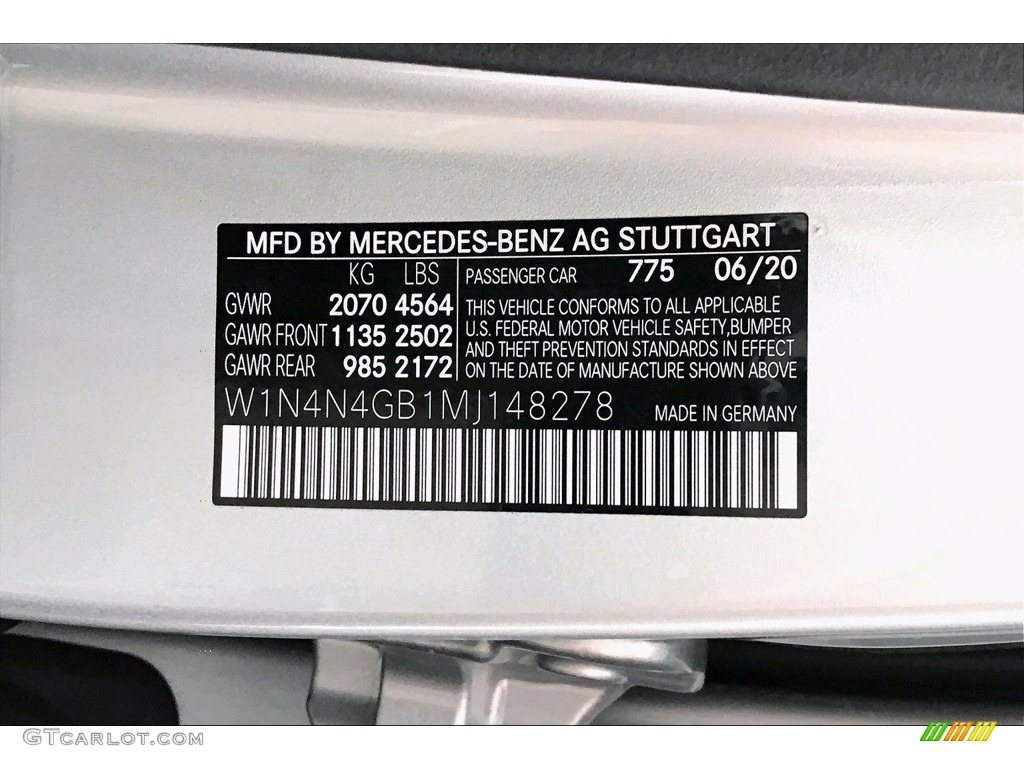 MFD BY MERCEDES-BENZ AG STUTTGART
KG LBS
GVWR 2070 4564
GAWR FRONT 1135 2502
GAWR REAR 985 2172
PASSENGER CAR 775 06/20
THIS VEHICLE CONFORMS TO ALL APPLICABLE
U.S. FEDERAL MOTOR VEHICLE SAFETY,BUMPER
AND THEFT PREVENTION STANDARDS IN EFFECT
ON THE DATE OF MANUFACTURE SHOWN ABOVE
W1N4N4GB1MJ148278
MADE IN GERMANY
GTcarlot.com